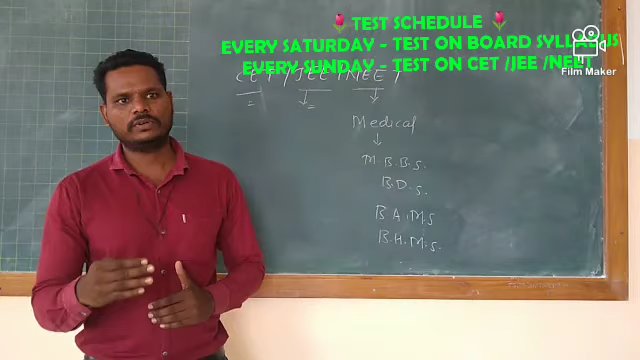 🌷TEST SCHEDULE 🌷
EVERY SATURDAY - TEST ON BOARD SYLLABUS
EVERY SUNDAY - TEST ON CET /JEE /NEET
Film Maker
CET / JEE / NEET
Medical
M.B.B.S.
B.D.S.
B.A.M.S
B.H.M.S.